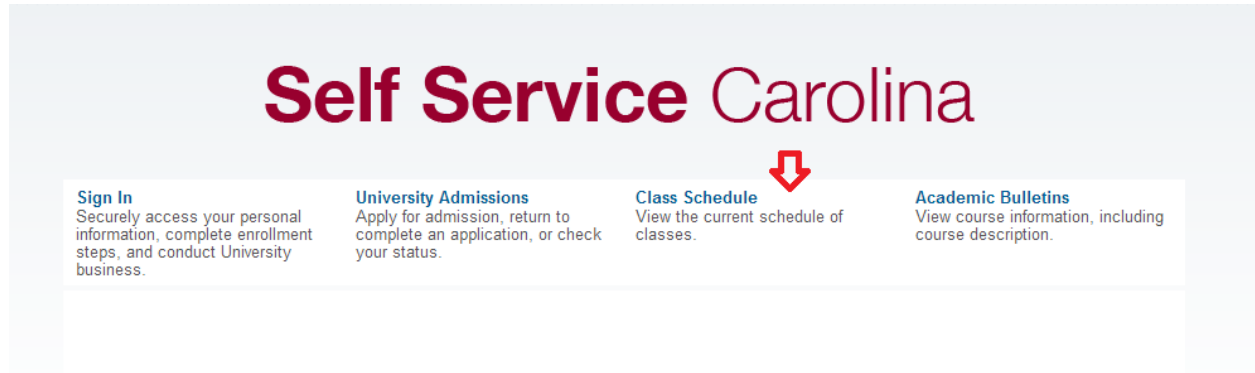 Self Service Carolina
Sign In
Securely access your personal
information, complete enrollment
steps, and conduct University
business.
University Admissions
Apply for admission, return to
complete an application, or check
your status.
Class Schedule
View the current schedule of
classes.
Academic Bulletins
View course information, including
course description.